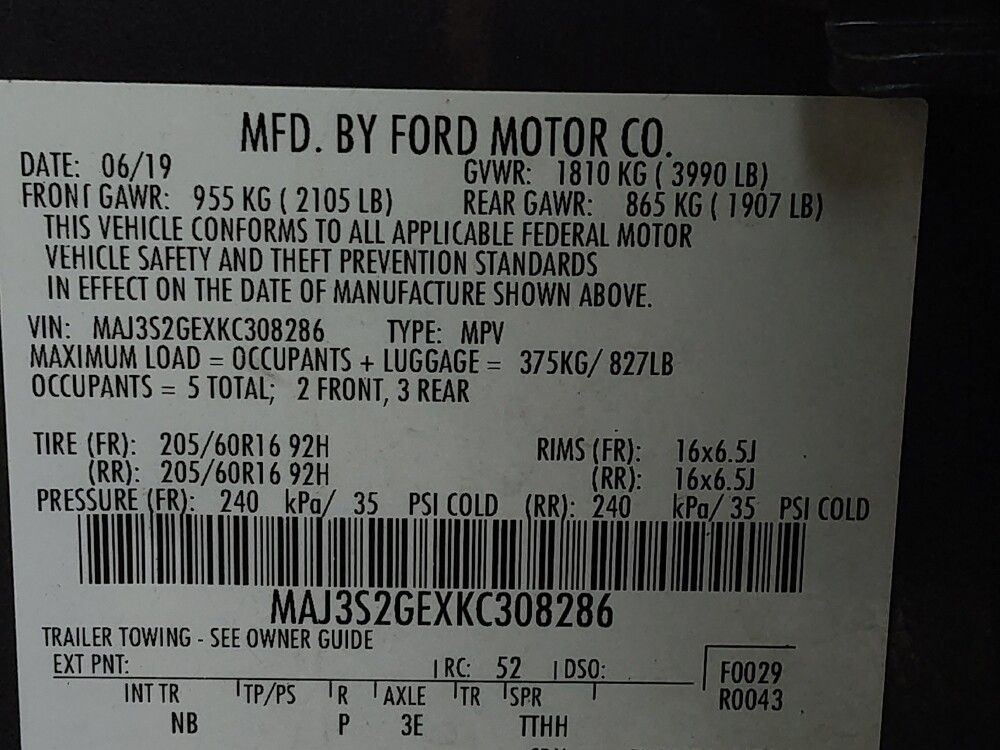 MFD. BY FORD MOTOR CO.
DATE: 06/19 GVWR: 1810 KG ( 3990 LB)
FRONT GAWR: 955 KG ( 2105 LB) REAR GAWR: 865 KG ( 1907 LB)
THIS VEHICLE CONFORMS TO ALL APPLICABLE FEDERAL MOTOR
VEHICLE SAFETY AND THEFT PREVENTION STANDARDS
IN EFFECT ON THE DATE OF MANUFACTURE SHOWN ABOVE.
VIN: MAJ3S2GEXKC308286 TYPE: MPV
MAXIMUM LOAD = OCCUPANTS + LUGGAGE = 375KG/ 827LB
OCCUPANTS = 5 TOTAL; 2 FRONT, 3 REAR
TIRE (FR): 205/60R16 92H RIMS (FR): 16x6.5J
(RR): 205/60R16 92H (RR): 16x6.5J
PRESSURE (FR): 240 kPa/ 35 PSI COLD (RR): 240 kPa/ 35 PSI COLD
MAJ3S2GEXKC308286
TRAILER TOWING - SEE OWNER GUIDE
EXT PNT: RC: 52 DSO: F0029
INT TR TP/PS R AXLE TR SPR R0043
NB P 3E TTHH